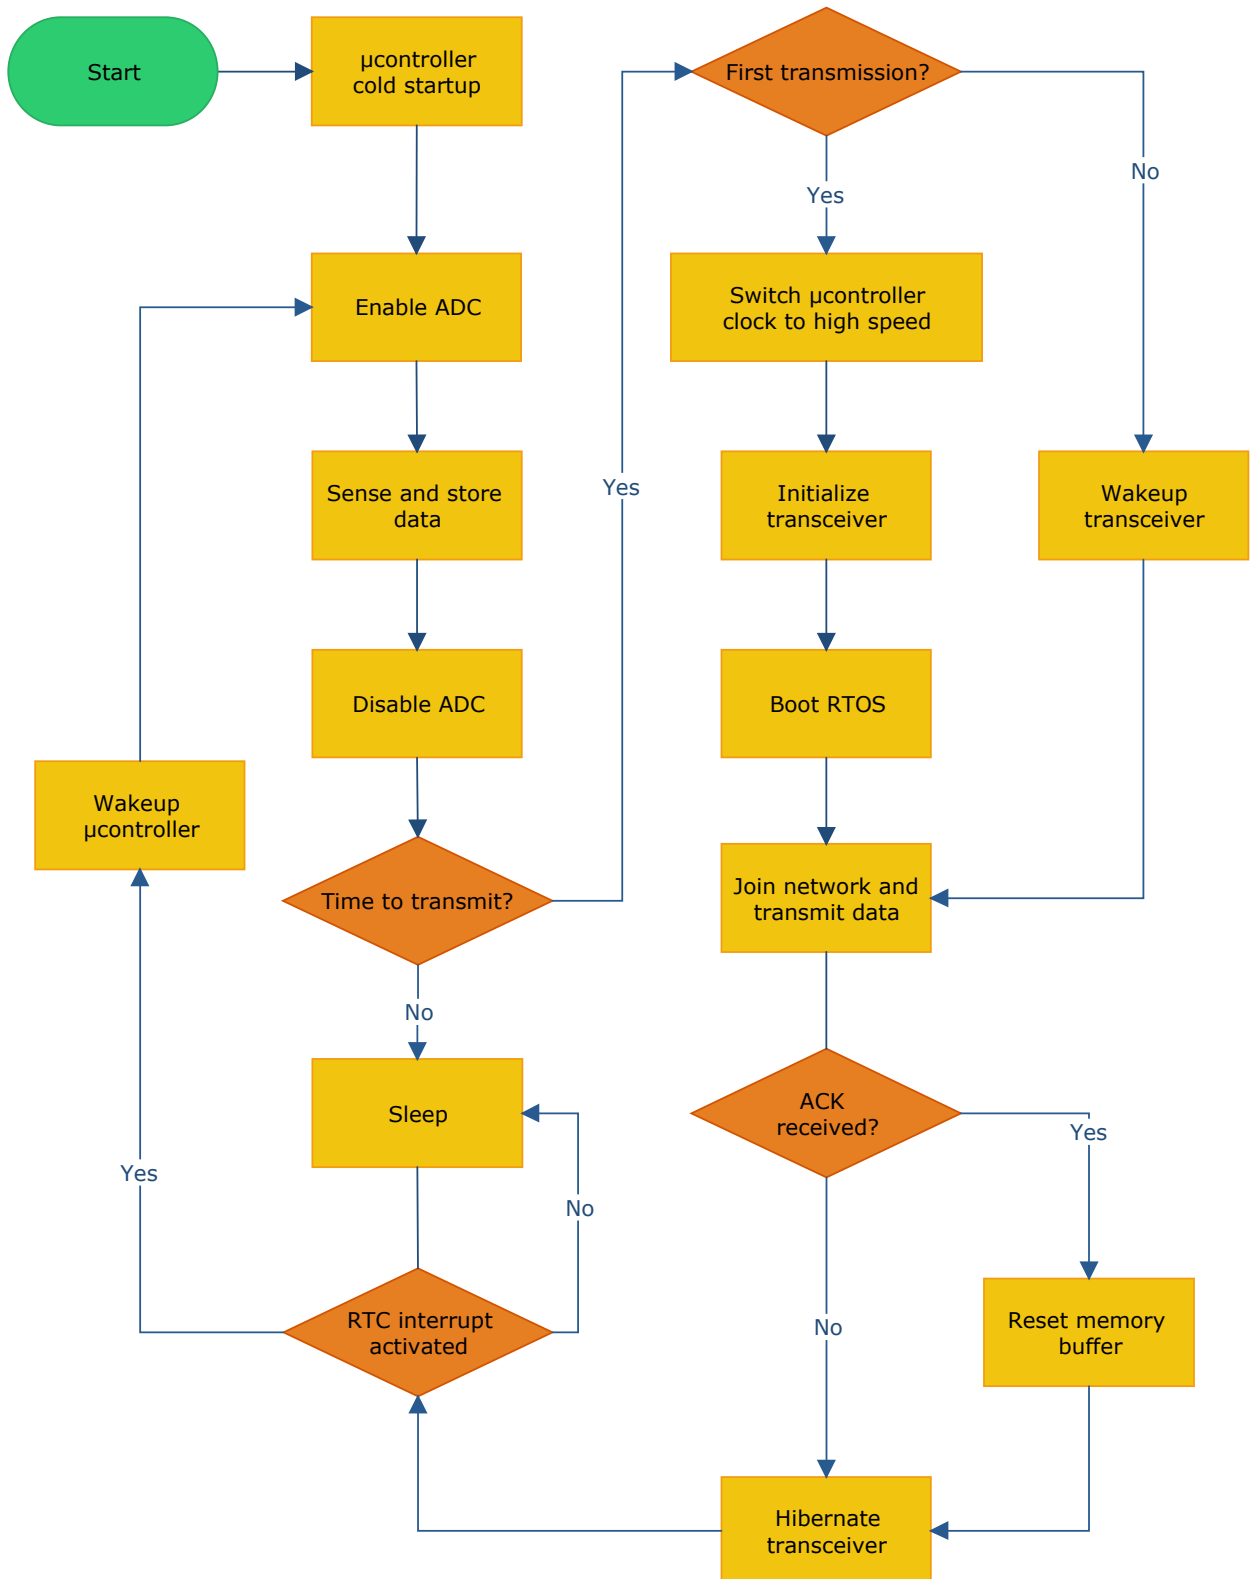 Start
µcontroller
cold startup
Enable ADC
Sense and store
data
Disable ADC
Time to transmit?
No
Sleep
No
RTC interrupt
activated
Yes
Wakeup
µcontroller
Yes
First transmission?
Yes
No
Switch µcontroller
clock to high speed
Initialize
transceiver
Wakeup
transceiver
Boot RTOS
Join network and
transmit data
ACK
received?
Yes
No
Reset memory
buffer
Hibernate
transceiver